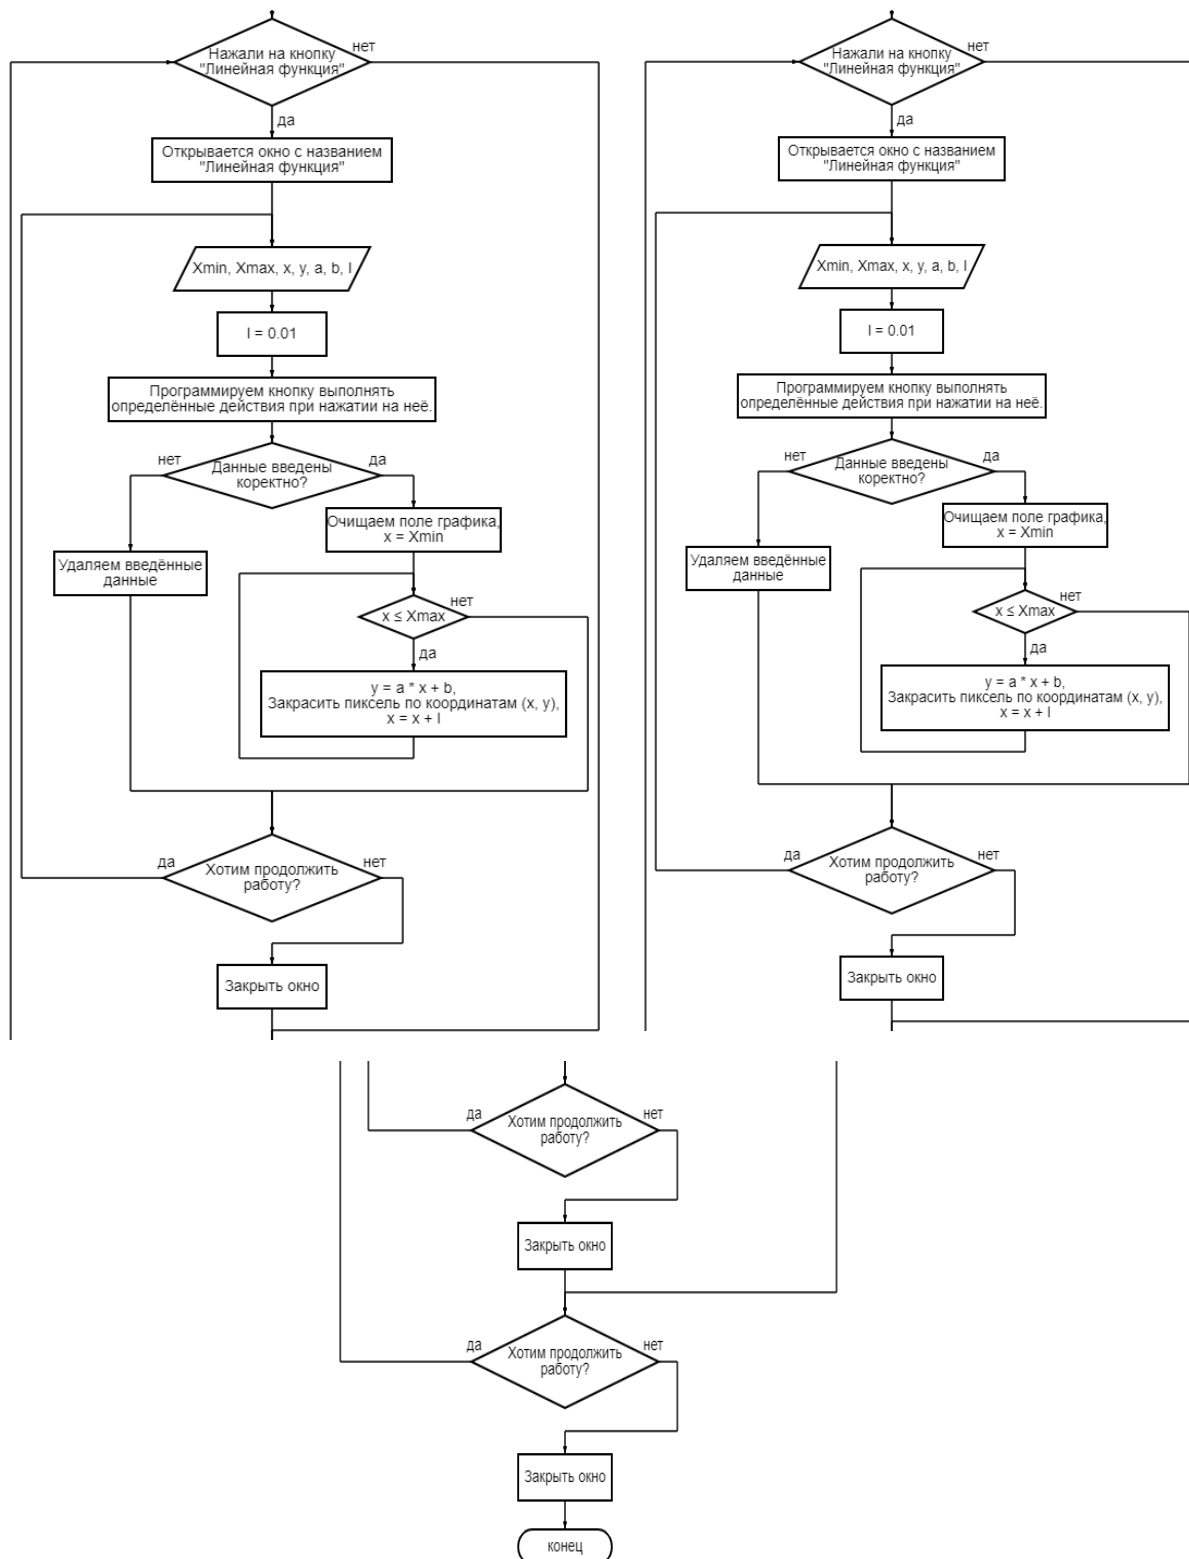 Нажали на кнопку
"Линейная функция"
нет
да
Открывается окно с названием
"Линейная функция"
Xmin, Xmax, x, y, a, b, l
l = 0.01
Программируем кнопку выполнять
определённые действия при нажатии на неё.
нет
Данные введены
коректно?
да
Очищаем поле графика,
x = Xmin
Удаляем введённые
данные
x ≤ Xmax
нет
да
y = a * x + b,
Закрасить пиксель по координатам (x, y),
x = x + l
да
Хотим продолжить
работу?
нет
Закрыть окно
Нажали на кнопку
"Линейная функция"
нет
да
Открывается окно с названием
"Линейная функция"
Xmin, Xmax, x, y, a, b, l
l = 0.01
Программируем кнопку выполнять
определённые действия при нажатии на неё.
нет
Данные введены
коректно?
да
Очищаем поле графика,
x = Xmin
Удаляем введённые
данные
x ≤ Xmax
нет
да
y = a * x + b,
Закрасить пиксель по координатам (x, y),
x = x + l
да
Хотим продолжить
работу?
нет
Закрыть окно
да
Хотим продолжить
работу?
нет
Закрыть окно
да
Хотим продолжить
работу?
нет
Закрыть окно
конец